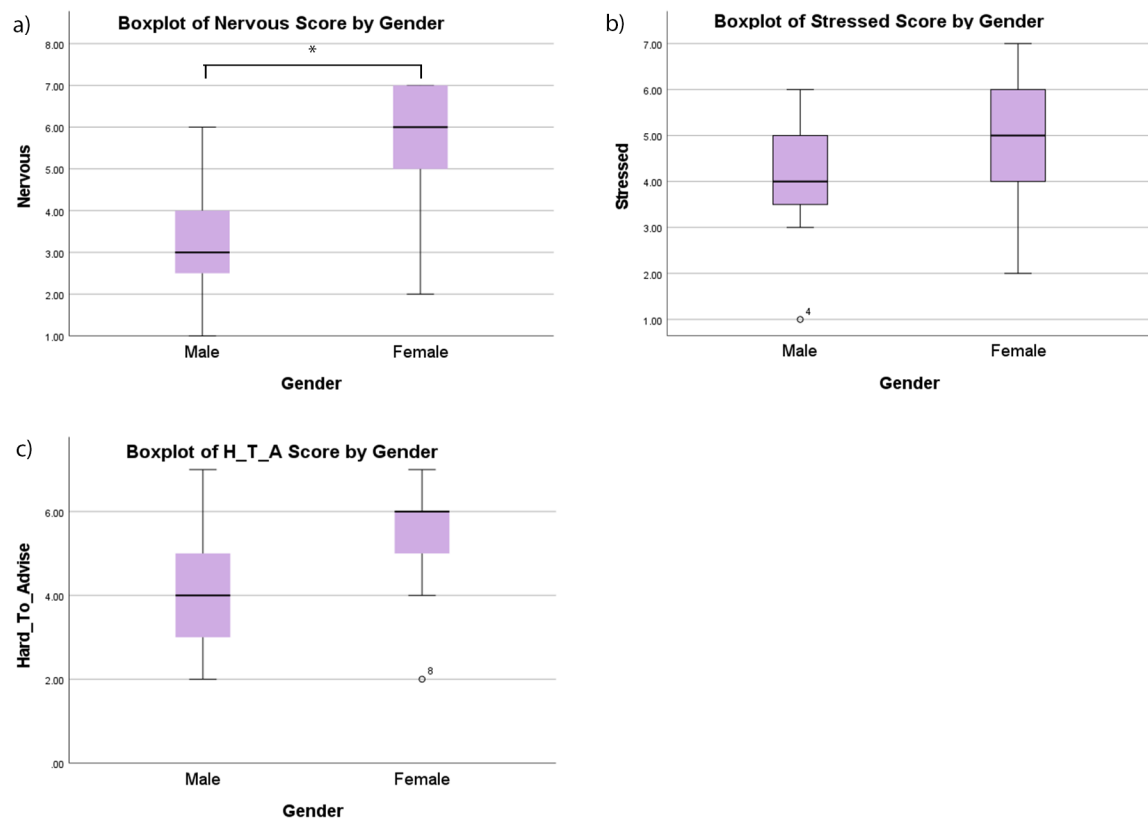 a)
Boxplot of Nervous Score by Gender
8.00
7.00
6.00
5.00
4.00
3.00
2.00
1.00
Nervous
*
Male Female
Gender
b)
Boxplot of Stressed Score by Gender
7.00
6.00
5.00
4.00
3.00
2.00
1.00
Stressed
4
Male Female
Gender
c)
Boxplot of H_T_A Score by Gender
6.00
4.00
2.00
.00
Hard_To_Advise
8
Male Female
Gender